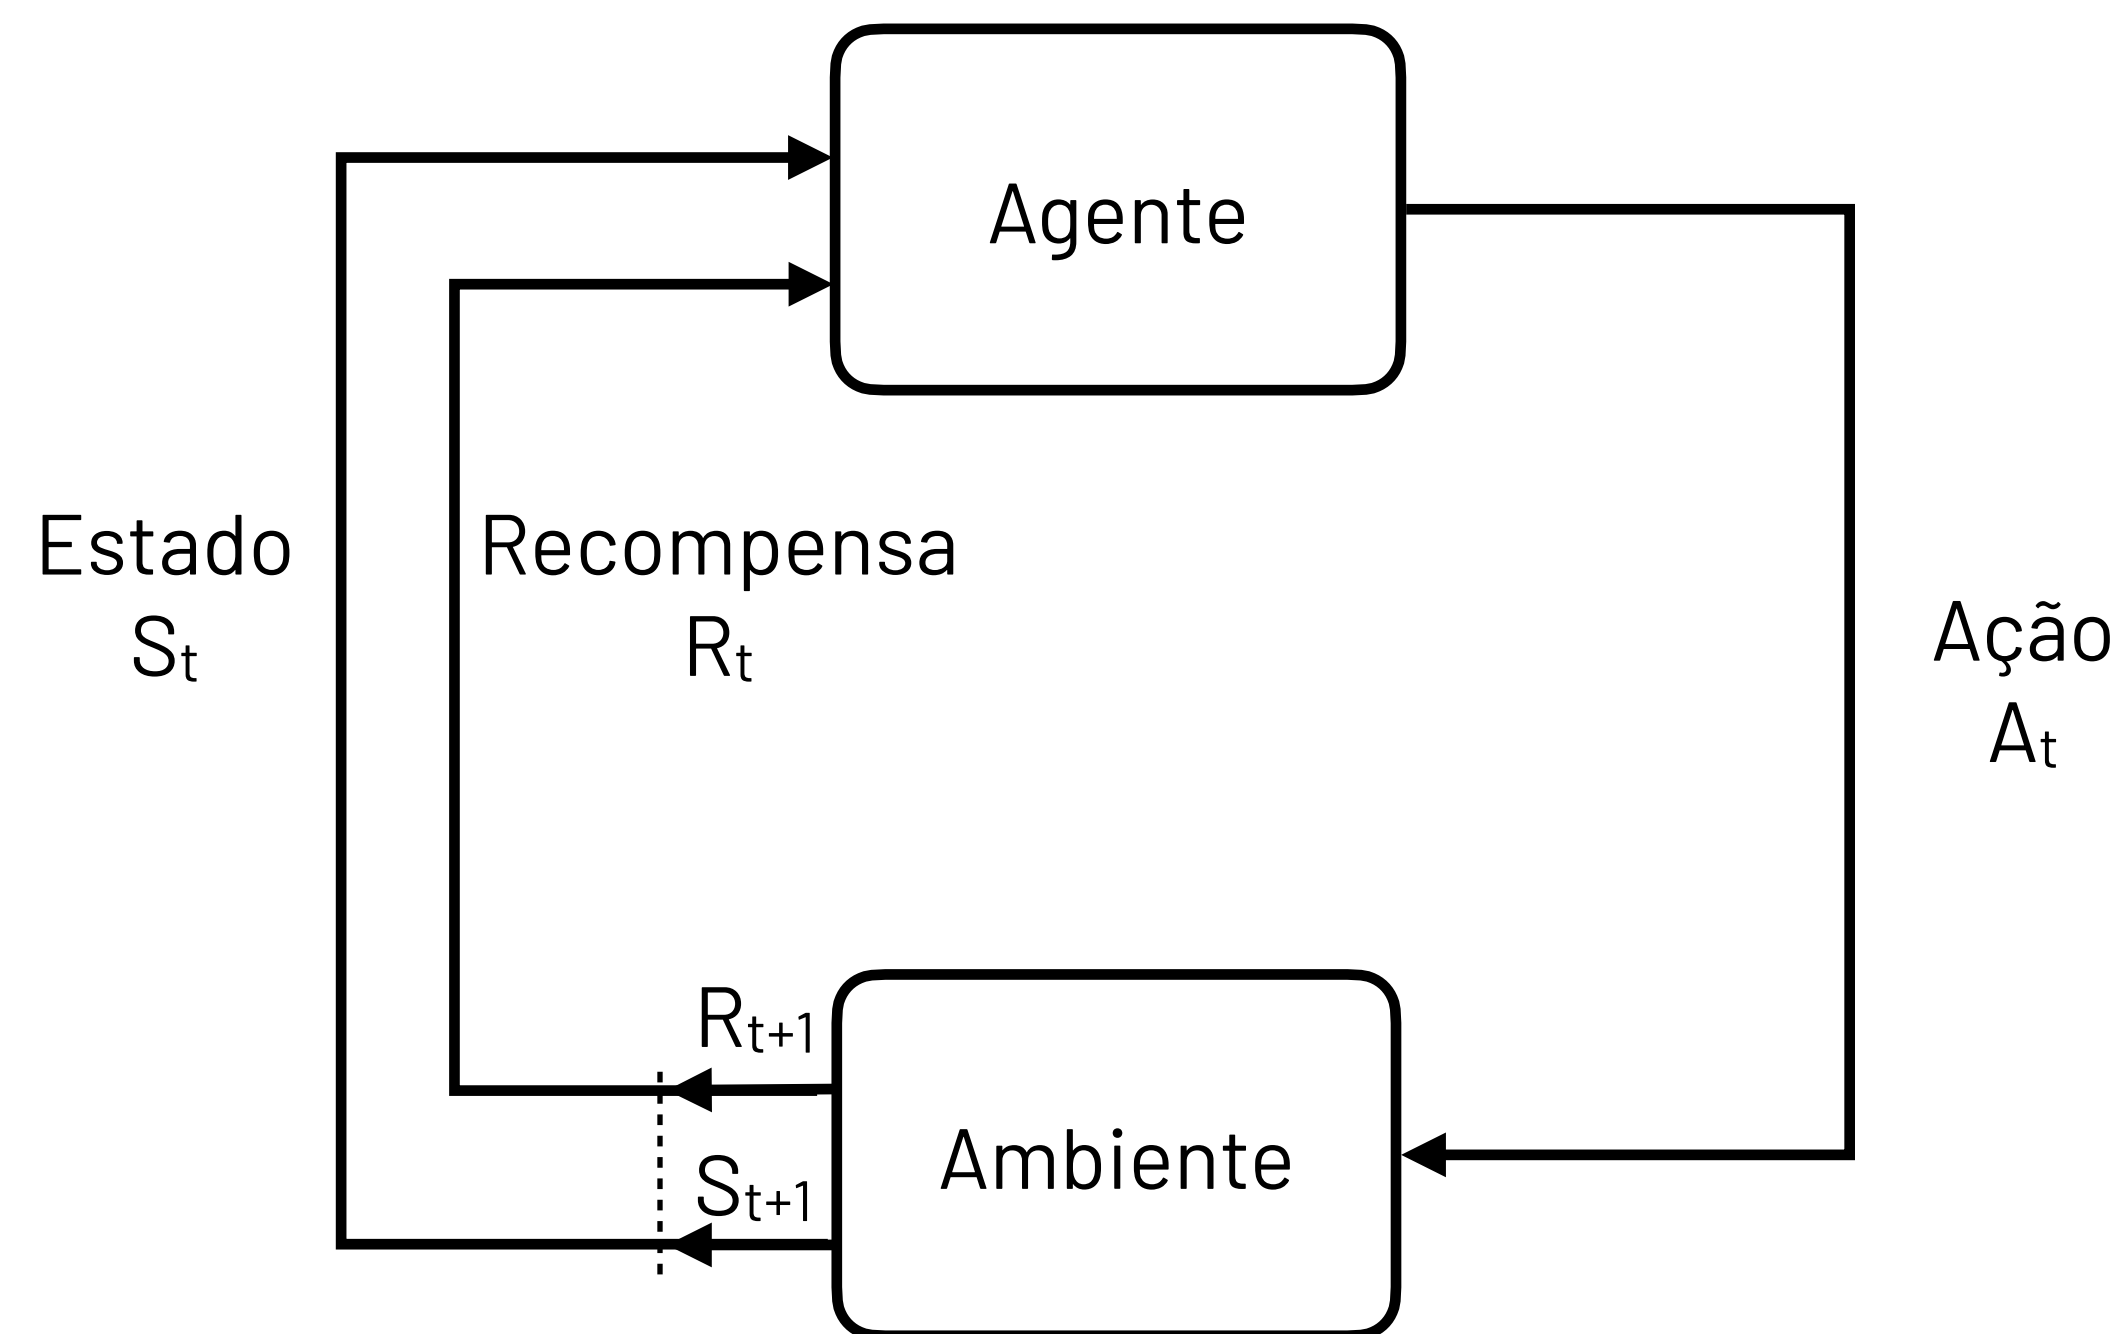 Agente
Estado
St
Recompensa
Rt
Ação
At
Rt+1
St+1
Ambiente